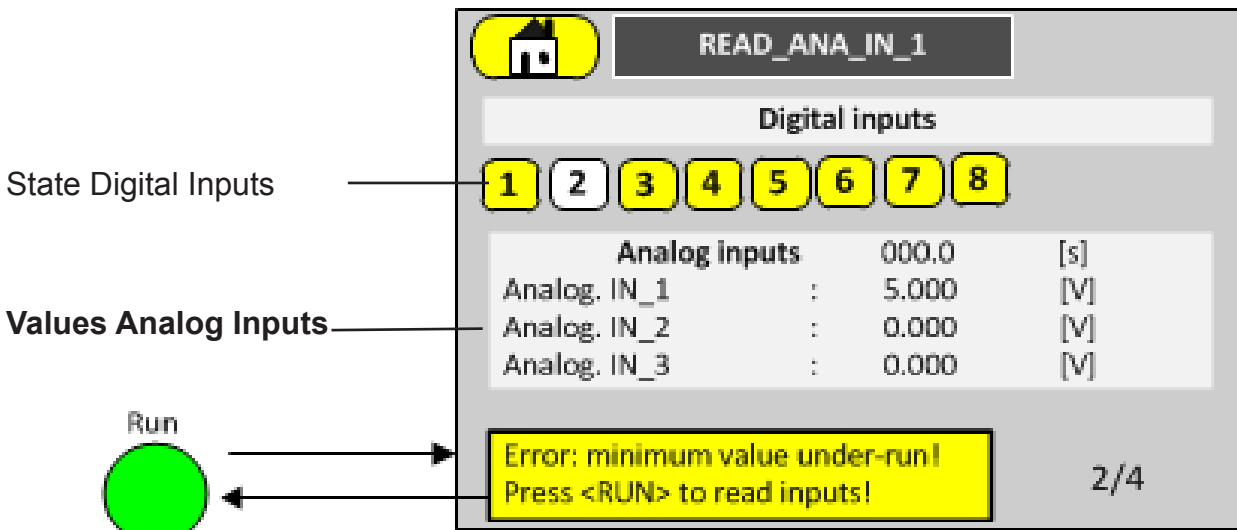 READ_ANA_IN_1
Digital inputs
State Digital Inputs
1 2 3 4 5 6 7 8
Analog inputs 000.0 [s]
Analog. IN_1 : 5.000 [V]
Values Analog Inputs
Analog. IN_2 : 0.000 [V]
Analog. IN_3 : 0.000 [V]
Run
Error: minimum value under-run!
Press <RUN> to read inputs!
2/4